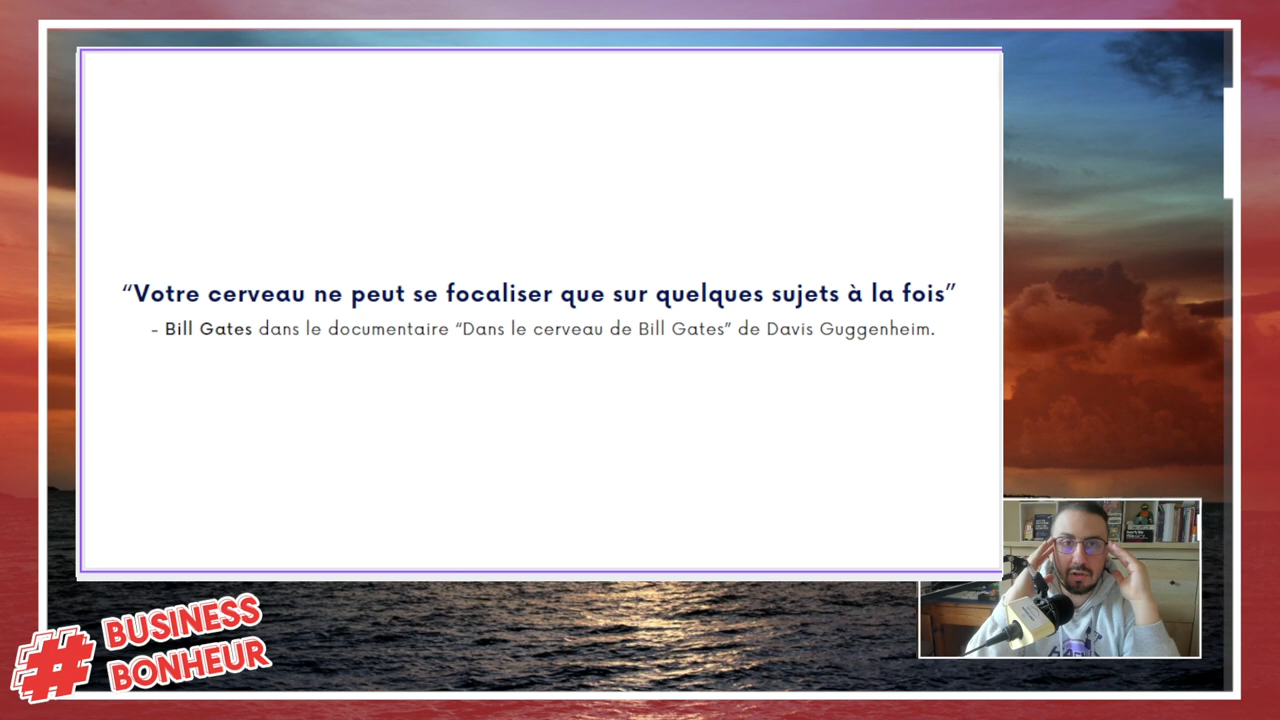 “Votre cerveau ne peut se focaliser que sur quelques sujets à la fois”
- Bill Gates dans le documentaire “Dans le cerveau de Bill Gates” de Davis Guggenheim.
# BUSINESS
BONHEUR